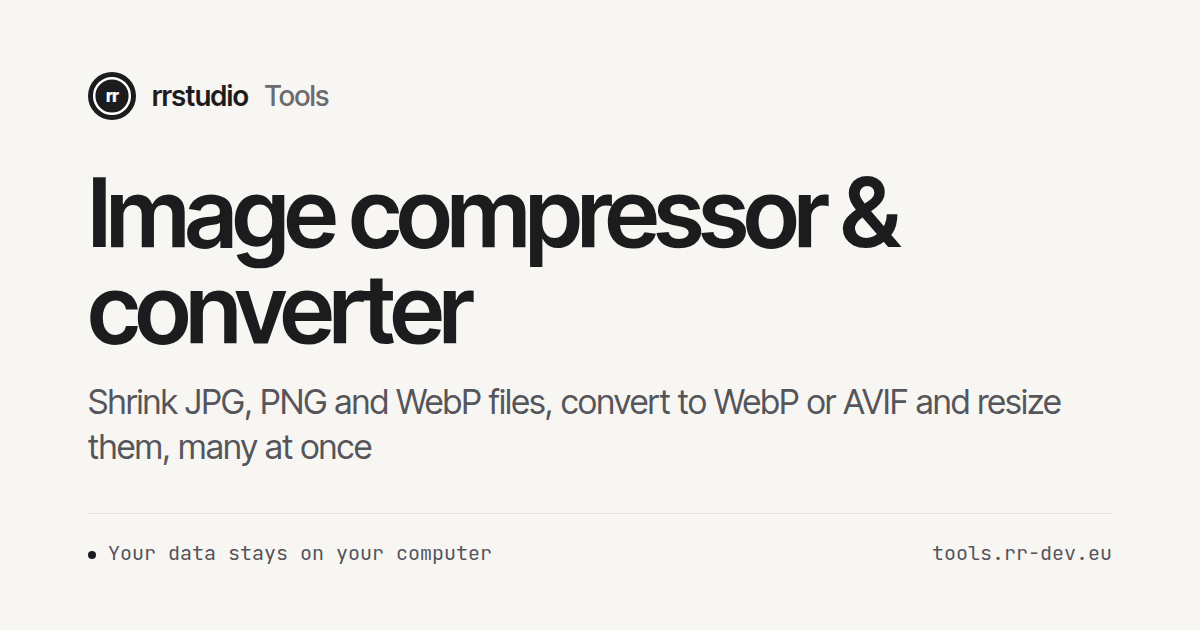 rr rrstudio Tools
Image compressor &
converter
Shrink JPG, PNG and WebP files, convert to WebP or AVIF and resize
them, many at once
Your data stays on your computer
tools.rr-dev.eu